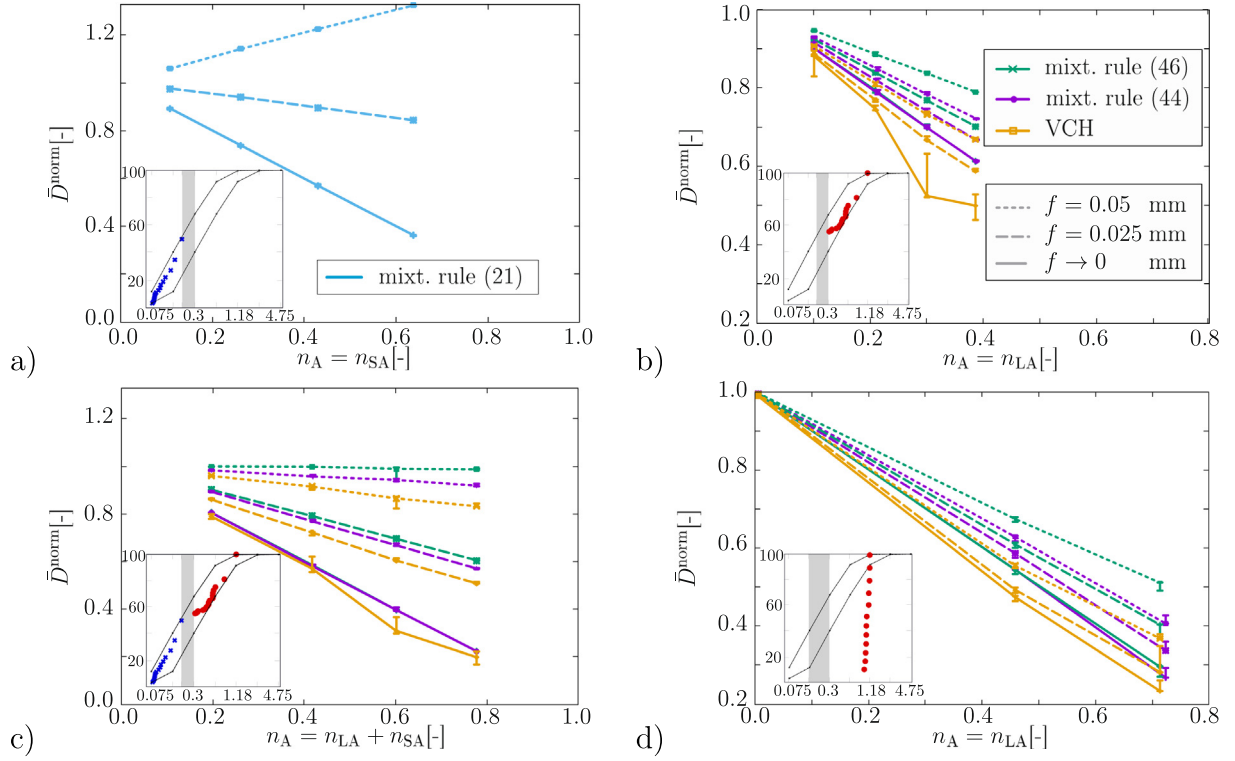 1.2
0.8
0.4
0.0
D̄ⁿᵒʳᵐ[-]
100
60
20
0.075 0.3 1.18 4.75
mixt. rule (21)
0.0 0.2 0.4 0.6 0.8 1.0
a) n_A = n_SA[-]
1.0
0.8
0.6
0.4
0.2
D̄ⁿᵒʳᵐ[-]
mixt. rule (46)
mixt. rule (44)
VCH
f = 0.05 mm
f = 0.025 mm
f → 0 mm
100
60
20
0.075 0.3 1.18 4.75
0.0 0.2 0.4 0.6 0.8
b) n_A = n_LA[-]
1.2
0.8
0.4
0.0
D̄ⁿᵒʳᵐ[-]
100
60
20
0.075 0.3 1.18 4.75
0.0 0.2 0.4 0.6 0.8 1.0
c) n_A = n_LA + n_SA[-]
1.0
0.8
0.6
0.4
0.2
D̄ⁿᵒʳᵐ[-]
100
60
20
0.075 0.3 1.18 4.75
0.0 0.2 0.4 0.6 0.8
d) n_A = n_LA[-]